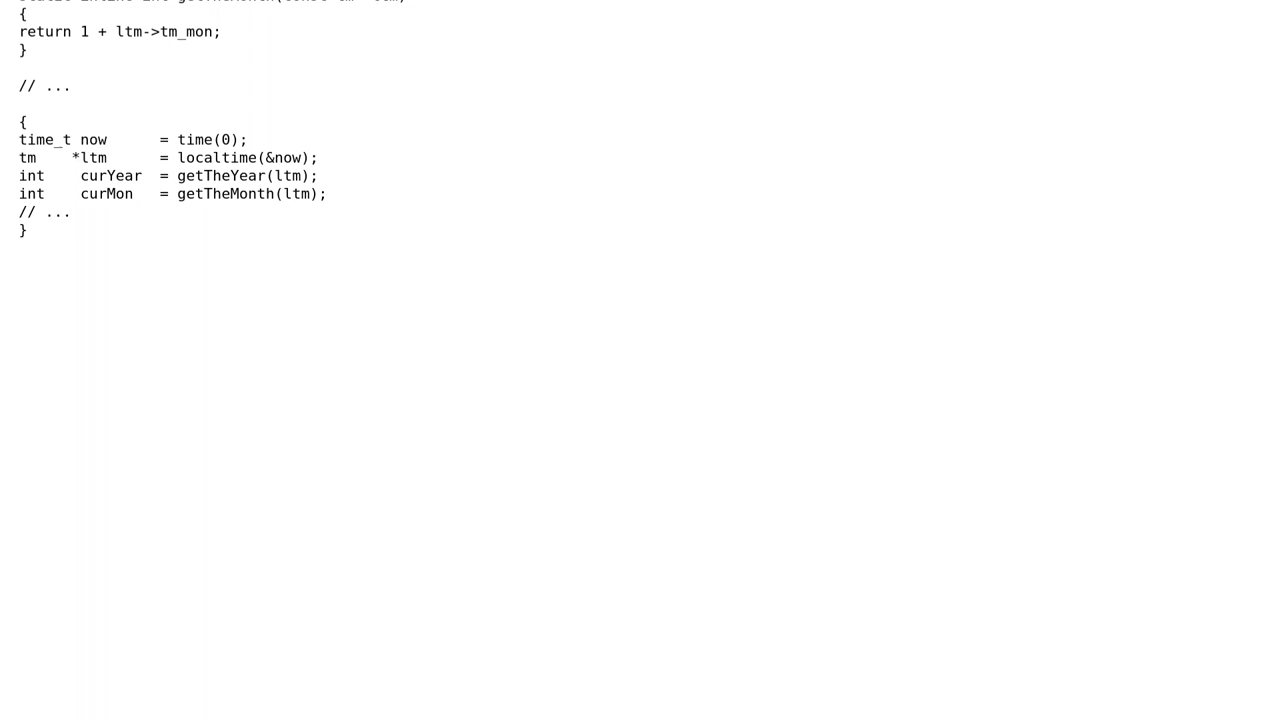 {
return 1 + ltm->tm_mon;
}
// ...
{
time_t now      = time(0);
tm    *ltm      = localtime(&now);
int    curYear  = getTheYear(ltm);
int    curMon   = getTheMonth(ltm);
// ...
}